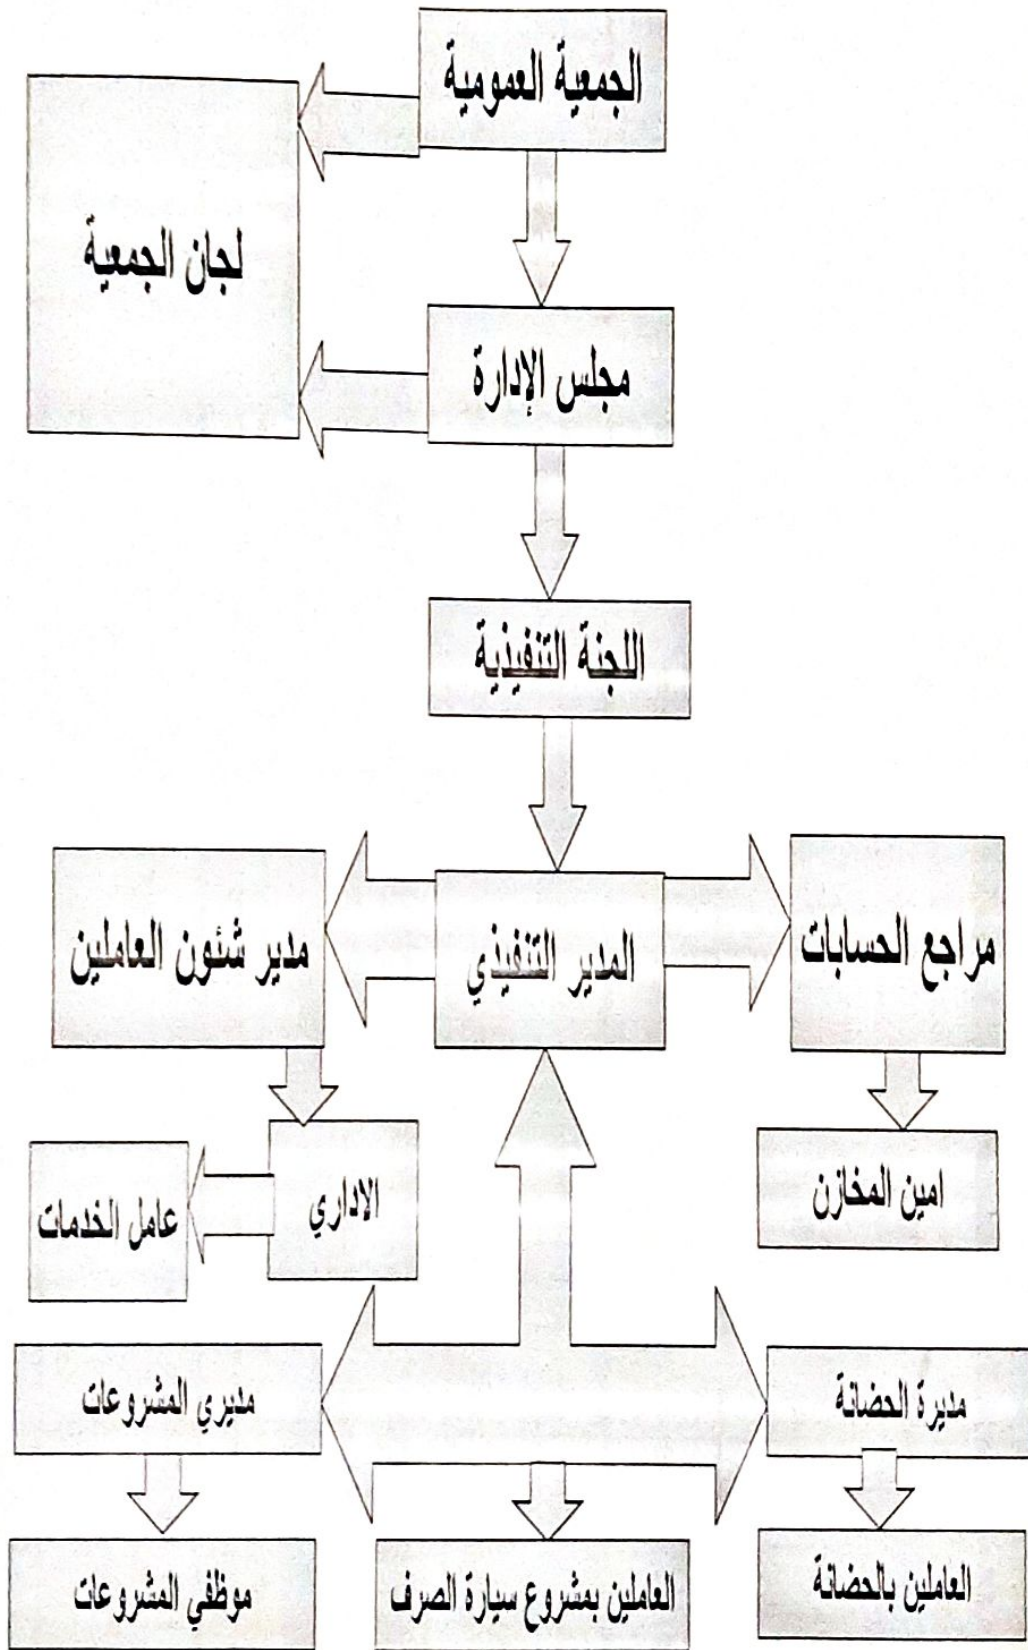 الجمعية العمومية
لجان الجمعية
مجلس الإدارة
اللجنة التنفيذية
مراجع الحسابات
المدير التنفيذي
مدير شئون العاملين
امين المخازن
الاداري
عامل الخدمات
مديرة الحضانة
مديري المشروعات
العاملين بالحضانة
العاملين بمشروع سيارة الصرف
موظفي المشروعات